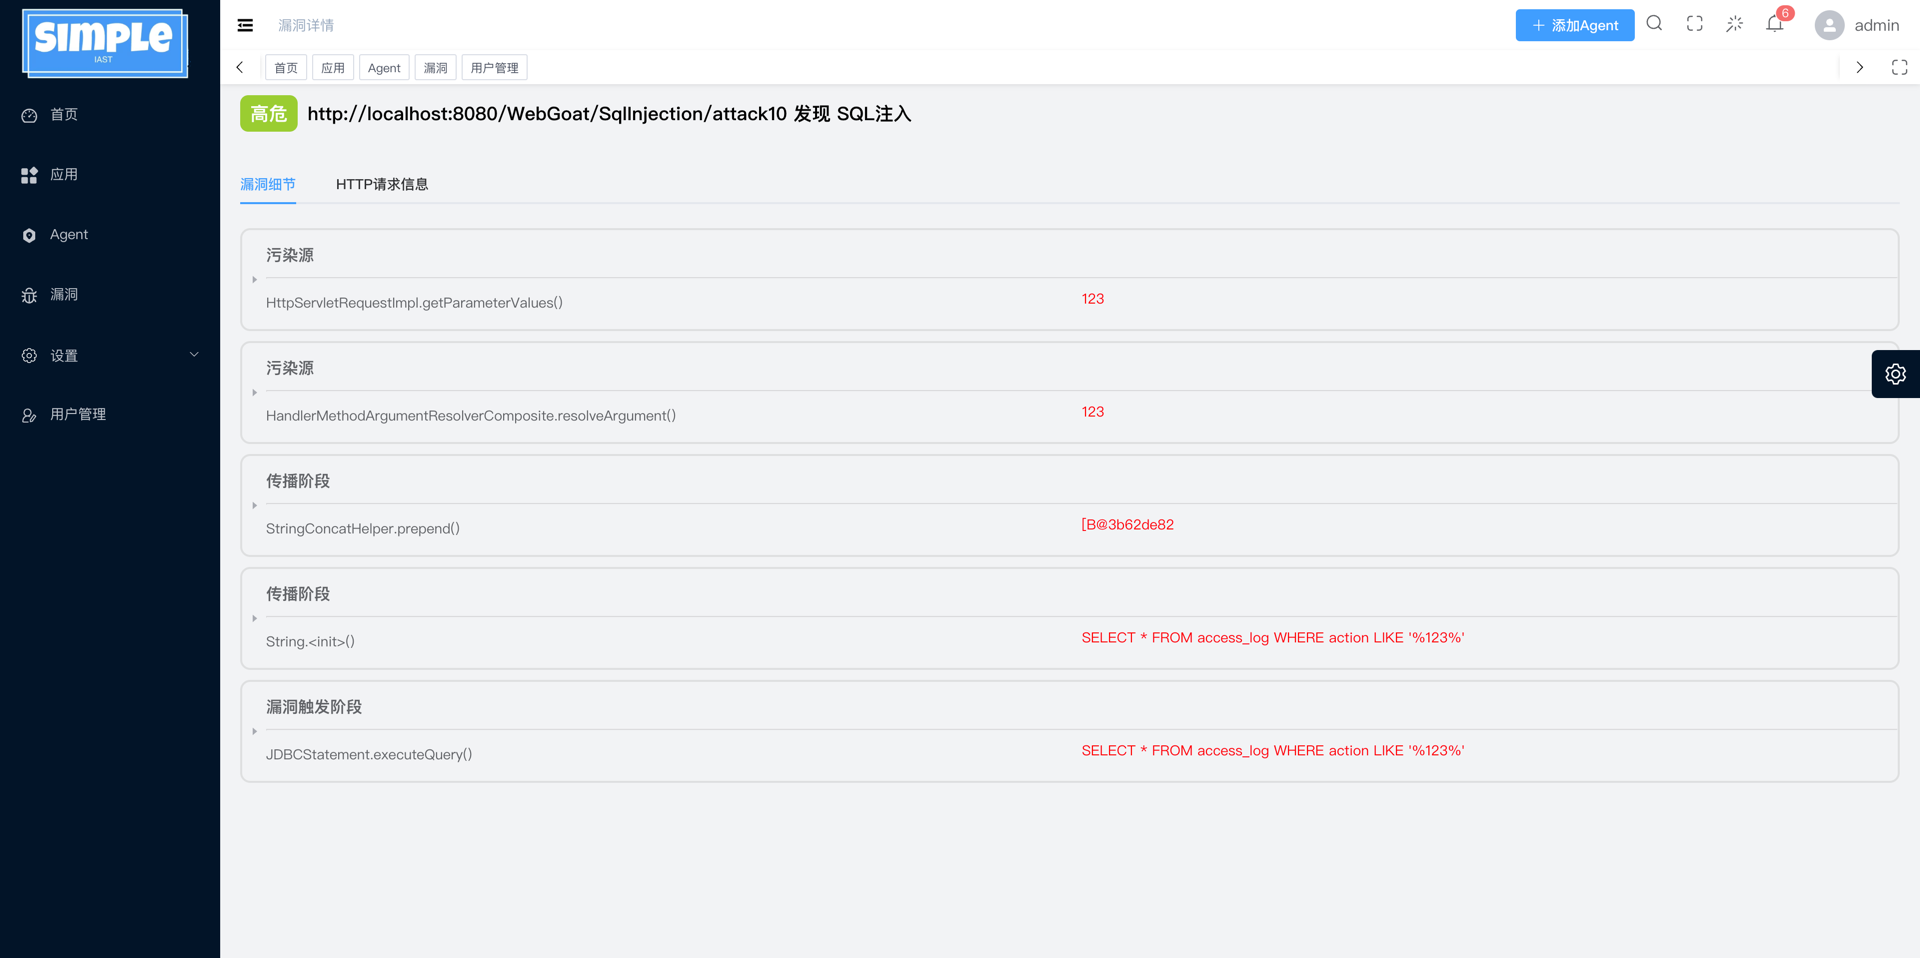 SIMPLE
IAST
首页
应用
Agent
漏洞
设置
用户管理
漏洞详情
添加Agent
6
admin
首页
应用
Agent
漏洞
用户管理
高危 http://localhost:8080/WebGoat/SqlInjection/attack10 发现 SQL注入
漏洞细节
HTTP请求信息
污染源
HttpServletRequestImpl.getParameterValues()
123
污染源
HandlerMethodArgumentResolverComposite.resolveArgument()
123
传播阶段
StringConcatHelper.prepend()
[B@3b62de82
传播阶段
String.<init>()
SELECT * FROM access_log WHERE action LIKE '%123%'
漏洞触发阶段
JDBCStatement.executeQuery()
SELECT * FROM access_log WHERE action LIKE '%123%'